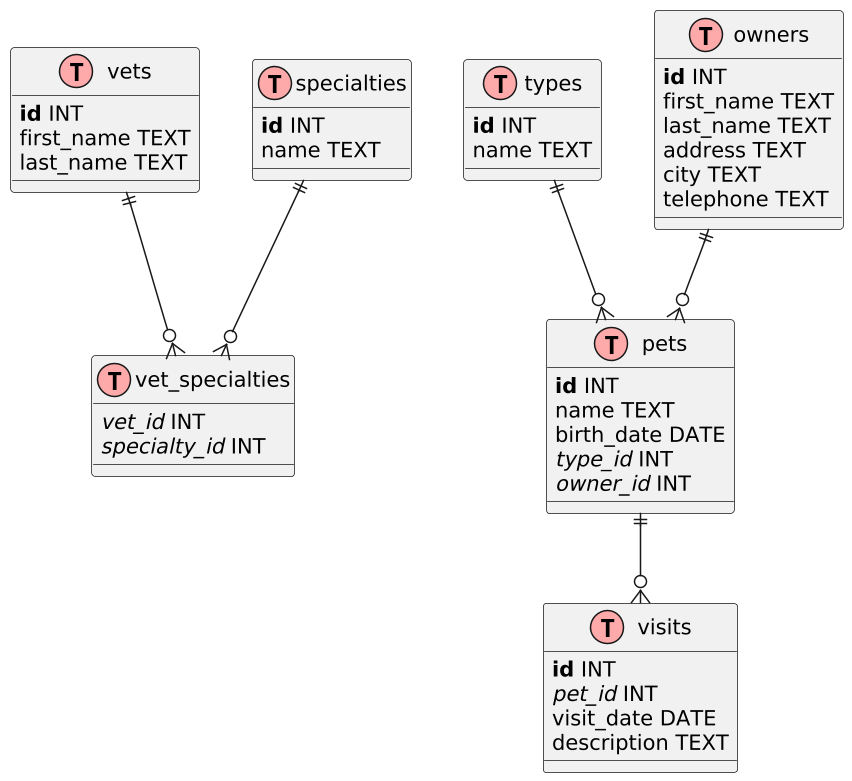 T vets
id INT
first_name TEXT
last_name TEXT
T specialties
id INT
name TEXT
T types
id INT
name TEXT
T owners
id INT
first_name TEXT
last_name TEXT
address TEXT
city TEXT
telephone TEXT
T vet_specialties
vet_id INT
specialty_id INT
T pets
id INT
name TEXT
birth_date DATE
type_id INT
owner_id INT
T visits
id INT
pet_id INT
visit_date DATE
description TEXT